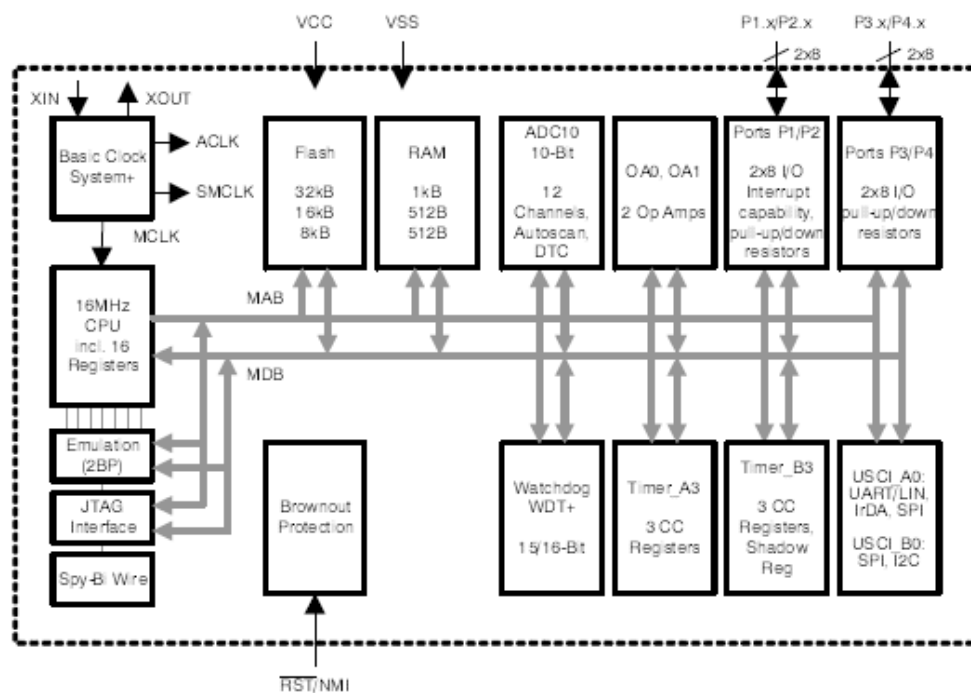 VCC
VSS
P1.x/P2.x
P3.x/P4.x
2x8
2x8
XIN
XOUT
Basic Clock
System+
ACLK
SMCLK
MCLK
Flash
32kB
16kB
8kB
RAM
1kB
512B
512B
ADC10
10-Bit
12
Channels,
Autoscan,
DTC
OA0, OA1
2 Op Amps
Ports P1/P2
2x8 I/O
Interrupt
capability,
pull-up/down
resistors
Ports P3/P4
2x8 I/O
pull-up/down
resistors
16MHz
CPU
incl. 16
Registers
MAB
MDB
Emulation
(2BP)
JTAG
Interface
Spy-Bi Wire
Brownout
Protection
Watchdog
WDT+
15/16-Bit
Timer_A3
3 CC
Registers
Timer_B3
3 CC
Registers,
Shadow
Reg
USCI_A0:
UART/LIN,
IrDA, SPI
USCI_B0:
SPI, I2C
RST/NMI